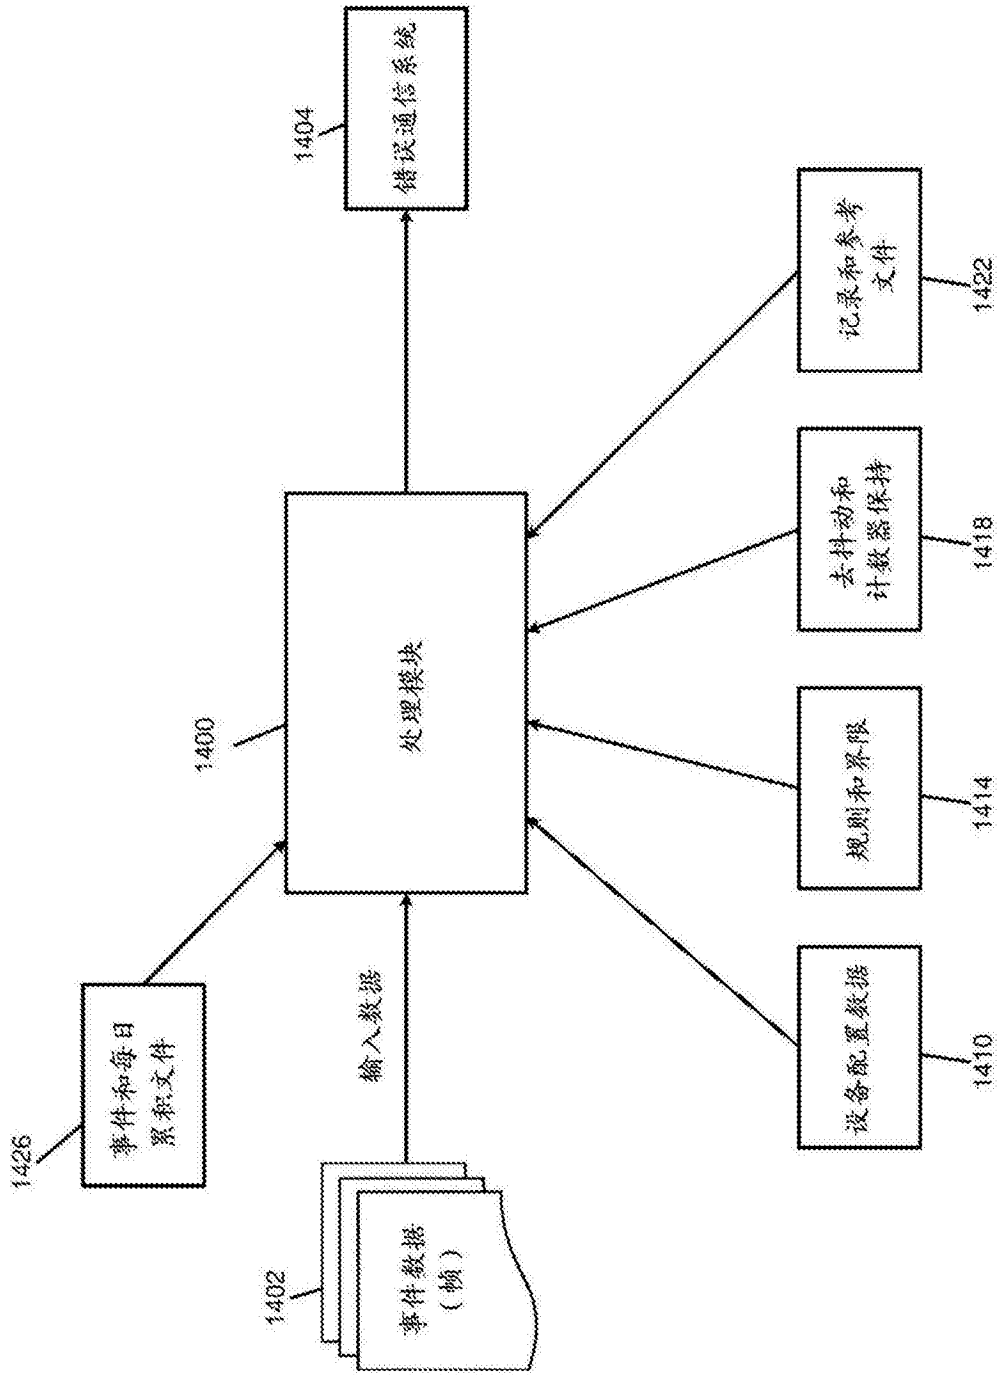 1426
事件和每日
累积文件
1402
事件数据
（帧）
输入数据
1400
处理模块
1404
错误通信系统
设备配置数据
1410
规则和界限
1414
去抖动和
计数器保持
1418
记录和参考
文件
1422